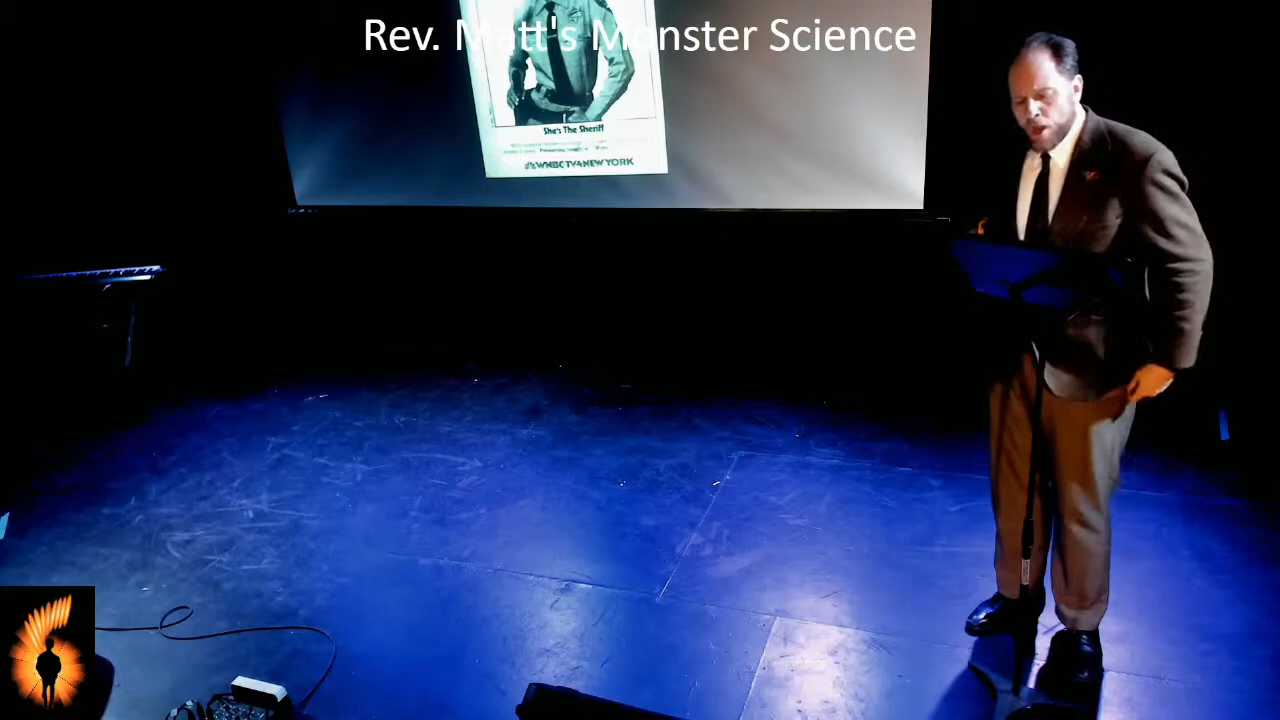 Rev. Matt's Monster Science
She's The Sheriff
WNBC TV4 NEW YORK